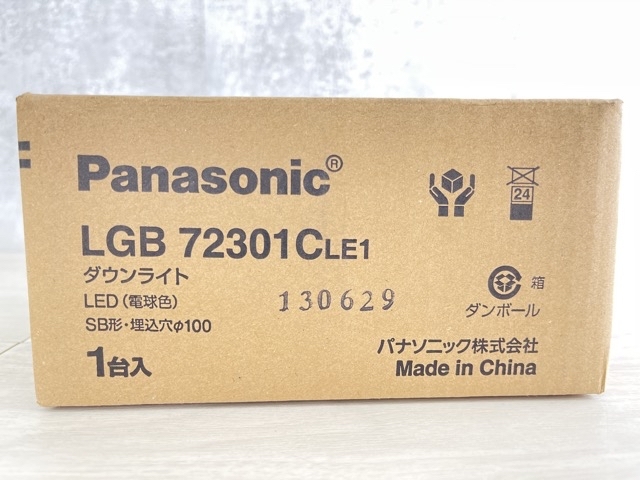 Panasonic®
LGB 72301CLE1
ダウンライト
LED（電球色）
SB形・埋込穴φ100
1台入
130629
24
箱
ダンボール
パナソニック株式会社
Made in China